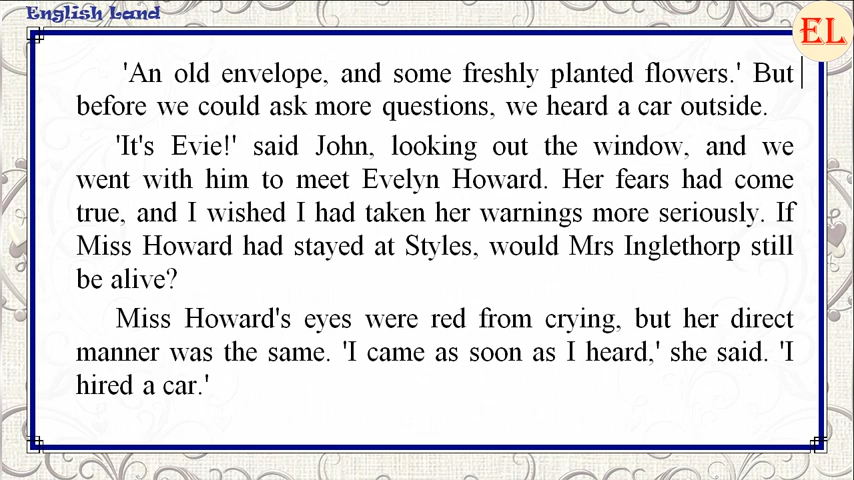 English Land
EL
'An old envelope, and some freshly planted flowers.' But
before we could ask more questions, we heard a car outside.
'It's Evie!' said John, looking out the window, and we
went with him to meet Evelyn Howard. Her fears had come
true, and I wished I had taken her warnings more seriously. If
Miss Howard had stayed at Styles, would Mrs Inglethorp still
be alive?
Miss Howard's eyes were red from crying, but her direct
manner was the same. 'I came as soon as I heard,' she said. 'I
hired a car.'